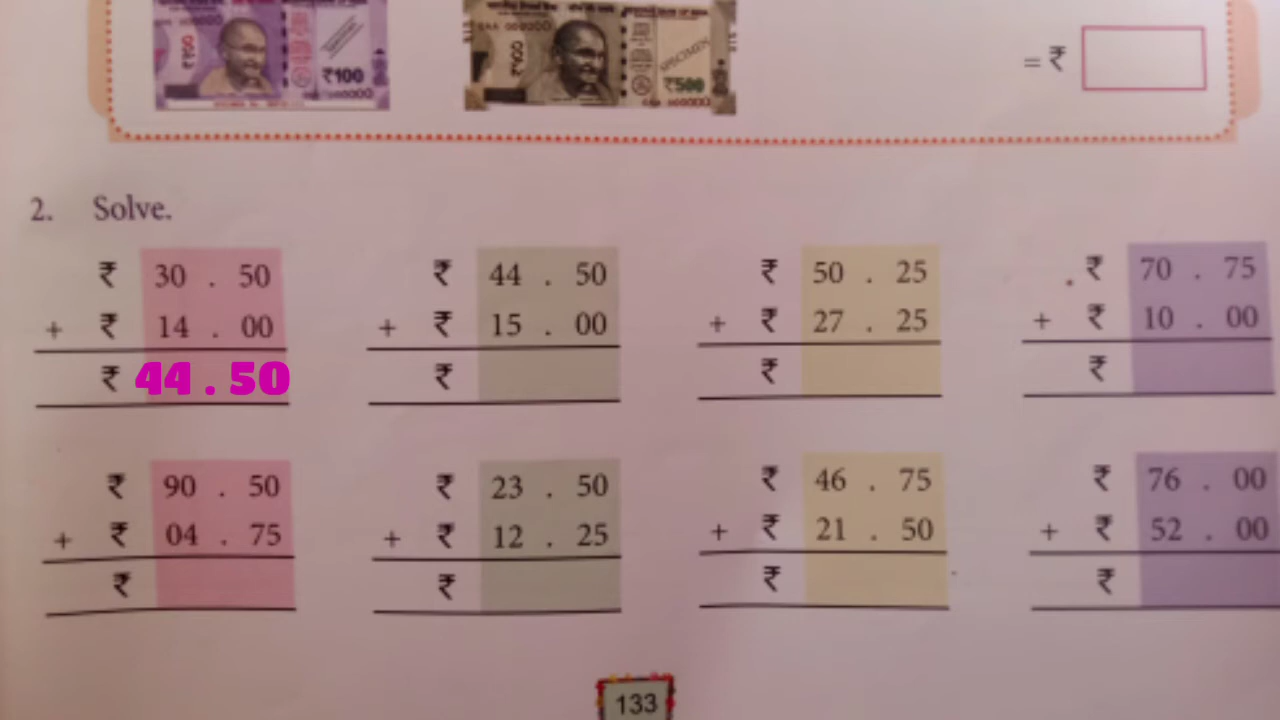 ₹100
₹500
SPECIMEN
₹500
= ₹
2. Solve.
₹ 30 . 50 ₹ 44 . 50 ₹ 50 . 25 ₹ 70 . 75
+ ₹ 14 . 00 + ₹ 15 . 00 + ₹ 27 . 25 + ₹ 10 . 00
₹ 44 . 50 ₹ ₹ ₹
₹ 90 . 50 ₹ 23 . 50 ₹ 46 . 75 ₹ 76 . 00
+ ₹ 04 . 75 + ₹ 12 . 25 + ₹ 21 . 50 + ₹ 52 . 00
₹ ₹ ₹ ₹
133